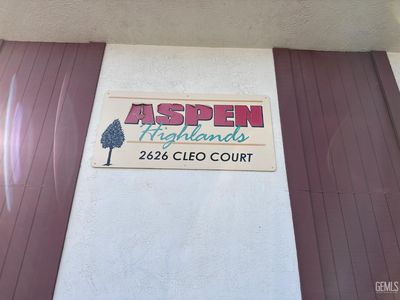 ASPEN
Highlands
2626 CLEO COURT
GEMLS